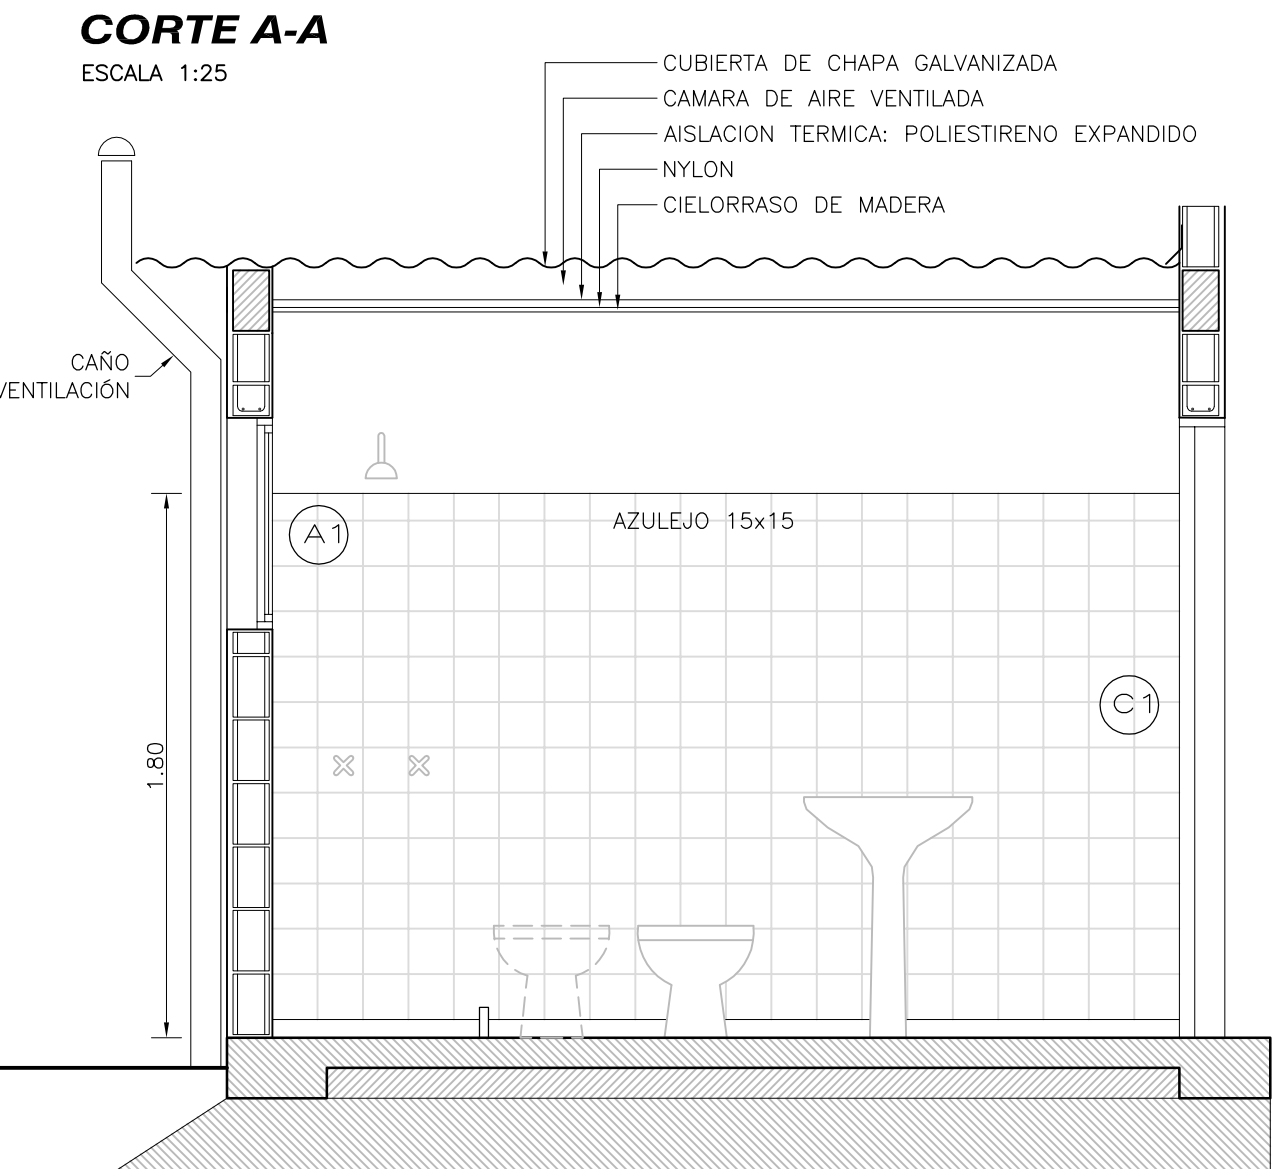 CORTE A-A
ESCALA 1:25
CUBIERTA DE CHAPA GALVANIZADA
CAMARA DE AIRE VENTILADA
AISLACION TERMICA: POLIESTIRENO EXPANDIDO
NYLON
CIELORRASO DE MADERA
CAÑO
VENTILACIÓN
AZULEJO 15x15
A1
C1
1.80